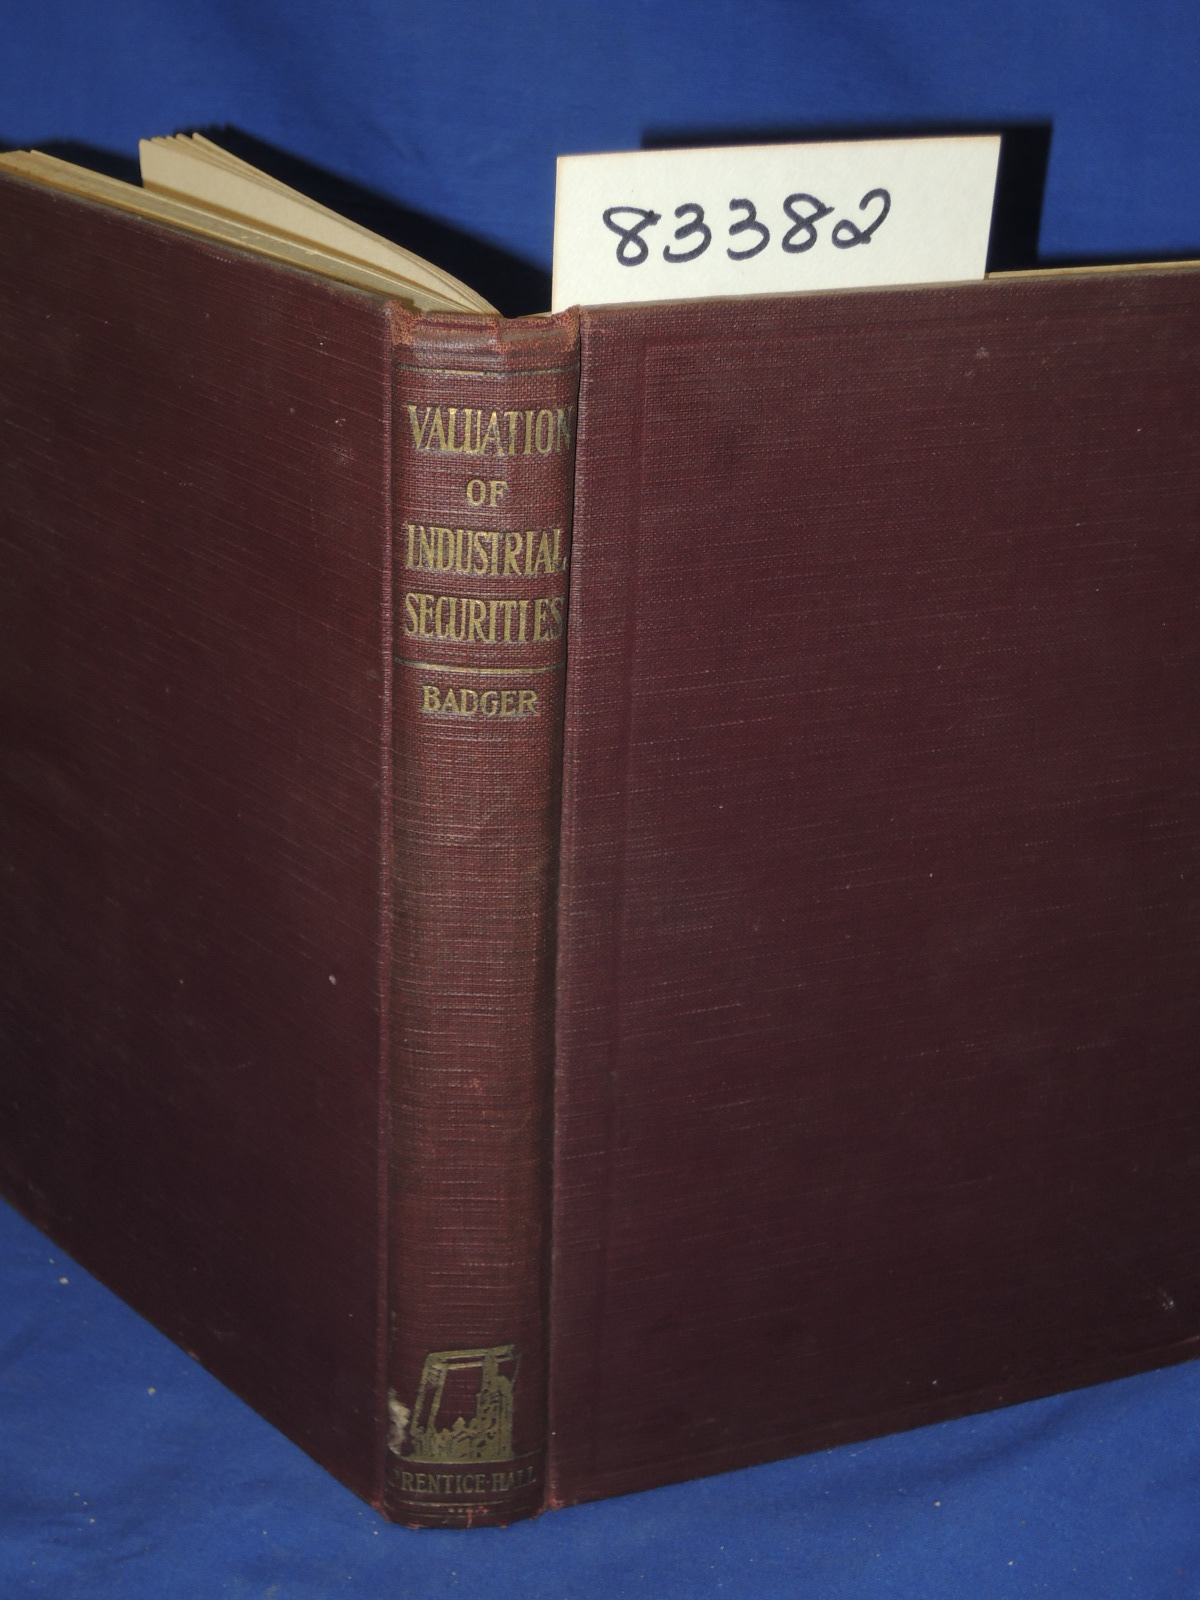 83382
VALUATION
OF
INDUSTRIAL
SECURITIES
BADGER
PRENTICE-HALL